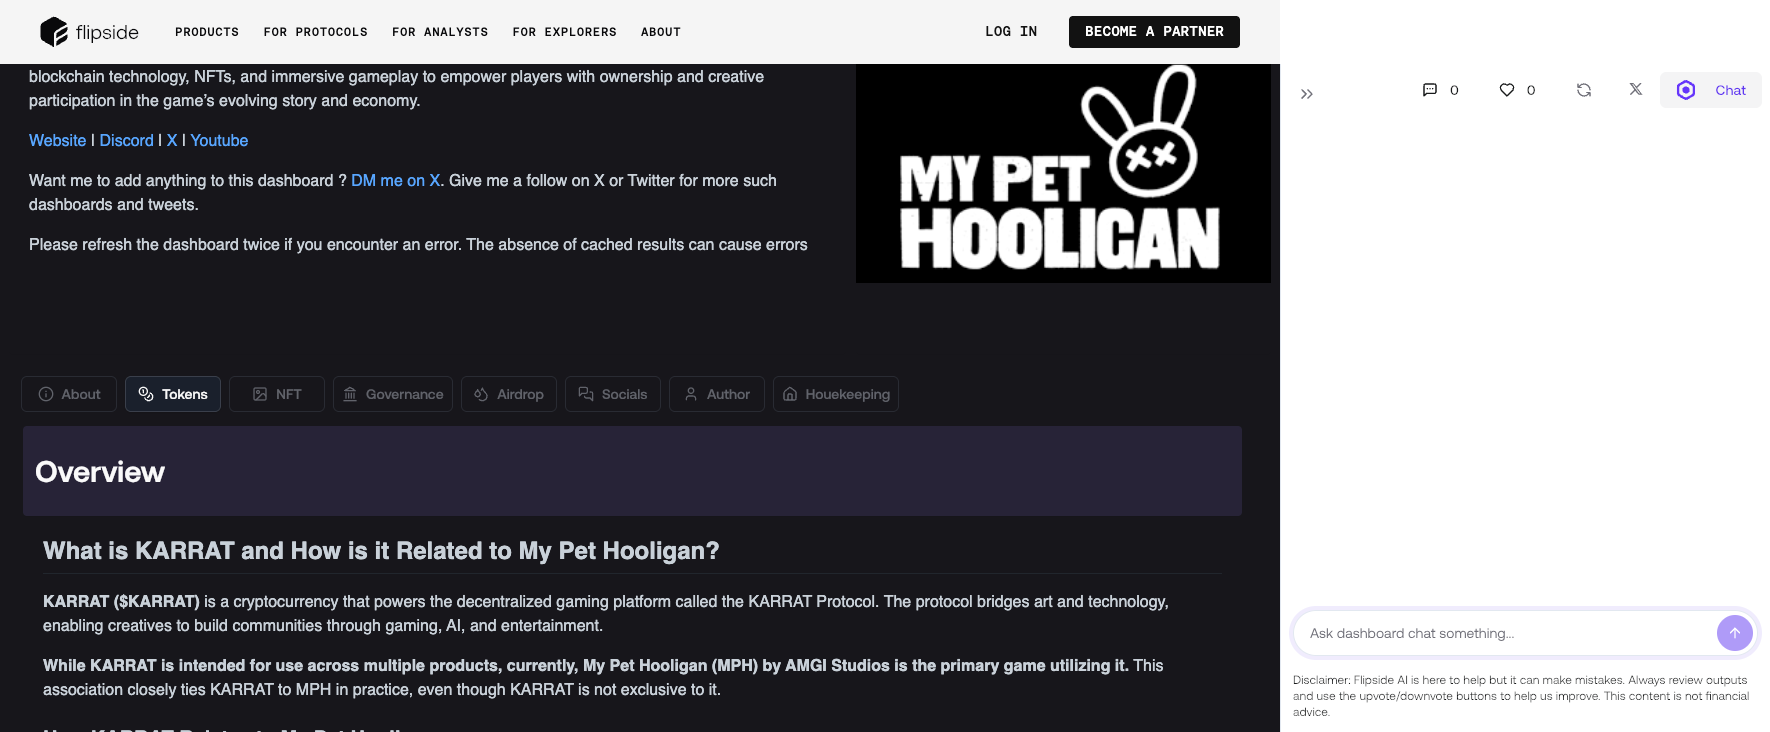 flipside
PRODUCTS
FOR PROTOCOLS
FOR ANALYSTS
FOR EXPLORERS
ABOUT
LOG IN
BECOME A PARTNER
blockchain technology, NFTs, and immersive gameplay to empower players with ownership and creative
participation in the game’s evolving story and economy.
Website | Discord | X | Youtube
Want me to add anything to this dashboard ? DM me on X. Give me a follow on X or Twitter for more such
dashboards and tweets.
Please refresh the dashboard twice if you encounter an error. The absence of cached results can cause errors
MY PET
HOOLIGAN
0
0
Chat
About
Tokens
NFT
Governance
Airdrop
Socials
Author
Houekeeping
Overview
What is KARRAT and How is it Related to My Pet Hooligan?
KARRAT ($KARRAT) is a cryptocurrency that powers the decentralized gaming platform called the KARRAT Protocol. The protocol bridges art and technology,
enabling creatives to build communities through gaming, AI, and entertainment.
While KARRAT is intended for use across multiple products, currently, My Pet Hooligan (MPH) by AMGI Studios is the primary game utilizing it. This
association closely ties KARRAT to MPH in practice, even though KARRAT is not exclusive to it.
Ask dashboard chat something...
Disclaimer: Flipside AI is here to help but it can make mistakes. Always review outputs
and use the upvote/downvote buttons to help us improve. This content is not financial
advice.